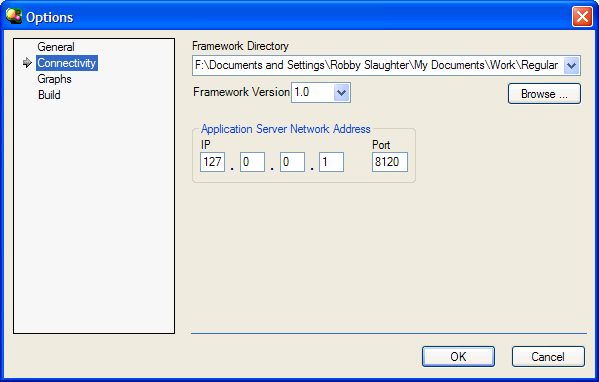 Options
General
Connectivity
Graphs
Build
Framework Directory
F:\Documents and Settings\Robby Slaughter\My Documents\Work\Regular
Framework Version 1.0
Browse ...
Application Server Network Address
IP Port
127 . 0 . 0 . 1 8120
OK Cancel